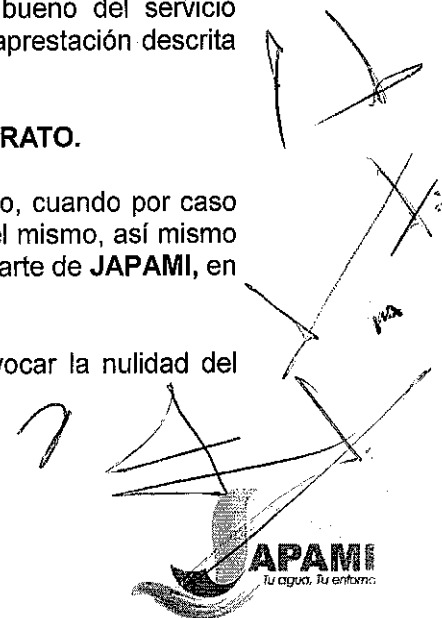 bueno del servicio
aprestación descrita
RATO.
o, cuando por caso
el mismo, así mismo
arte de JAPAMI, en
vocar la nulidad del
JAPAMI
Tu agua, Tu entorno